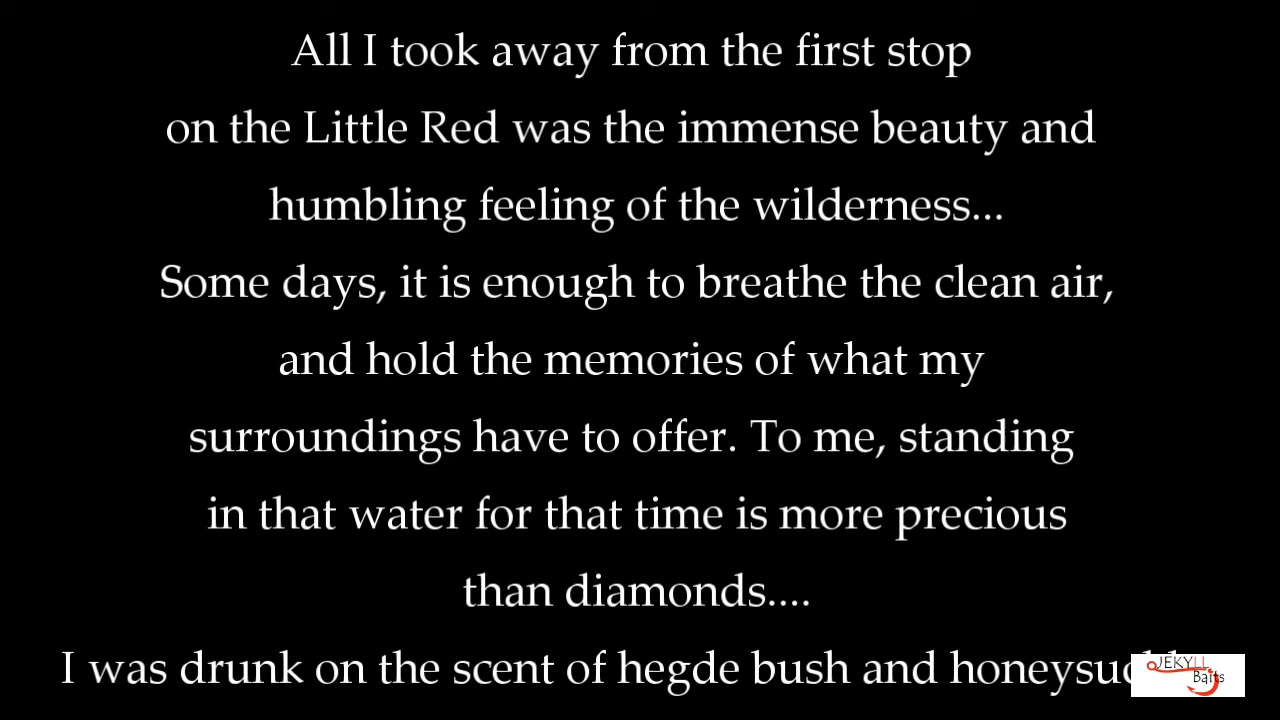 All I took away from the first stop
on the Little Red was the immense beauty and
humbling feeling of the wilderness...
Some days, it is enough to breathe the clean air,
and hold the memories of what my
surroundings have to offer. To me, standing
in that water for that time is more precious
than diamonds....
I was drunk on the scent of hegde bush and
JEKYLL
Baits